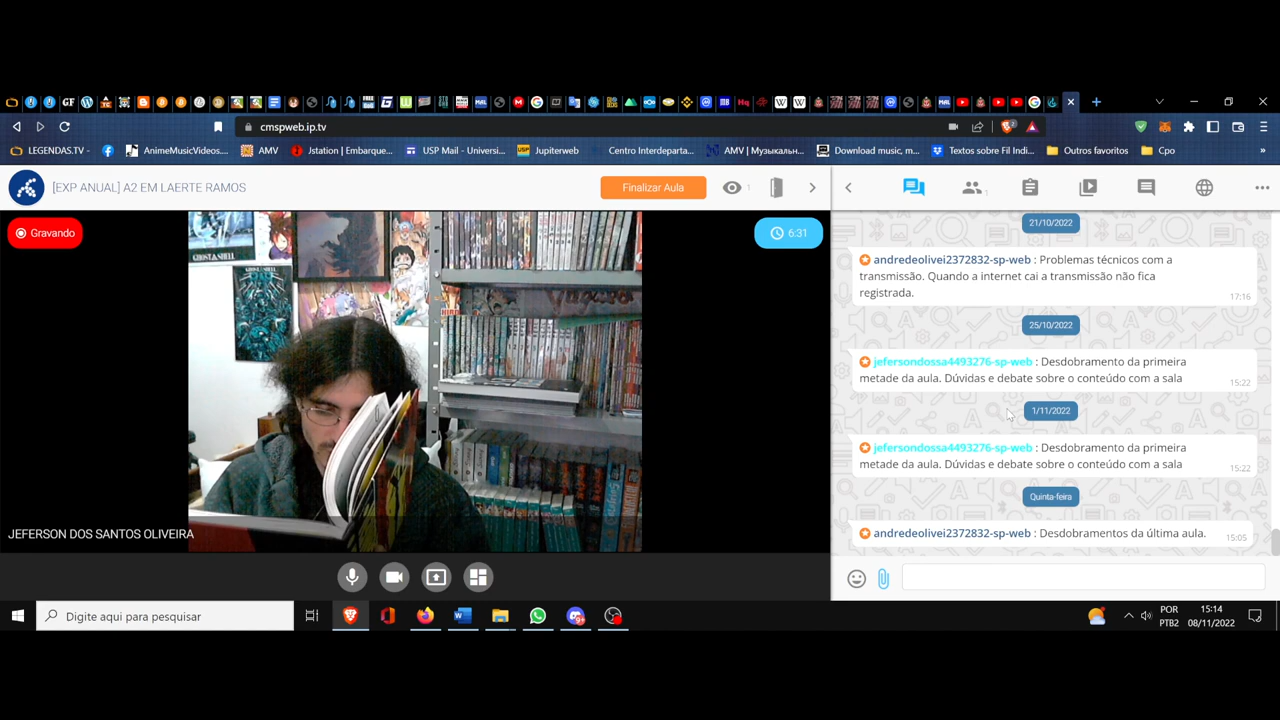 cmspweb.ip.tv
LEGENDAS.TV -
AnimeMusicVideos...
AMV
Jstation | Embarque...
USP Mail - Universi...
Jupiterweb
Centro Interdeparta...
AMV | Музыкальн...
Download music, m...
Textos sobre Fil Indi...
Outros favoritos
Cpo
[EXP ANUAL] A2 EM LAERTE RAMOS
Finalizar Aula
1
1
Gravando
6:31
21/10/2022
andredeolivei2372832-sp-web : Problemas técnicos com a
transmissão. Quando a internet cai a transmissão não fica
registrada.
17:16
25/10/2022
jefersondossa4493276-sp-web : Desdobramento da primeira
metade da aula. Dúvidas e debate sobre o conteúdo com a sala
15:22
1/11/2022
jefersondossa4493276-sp-web : Desdobramento da primeira
metade da aula. Dúvidas e debate sobre o conteúdo com a sala
15:22
Quinta-feira
andredeolivei2372832-sp-web : Desdobramentos da última aula.
15:05
JEFERSON DOS SANTOS OLIVEIRA
Digite aqui para pesquisar
POR
PTB2
15:14
08/11/2022